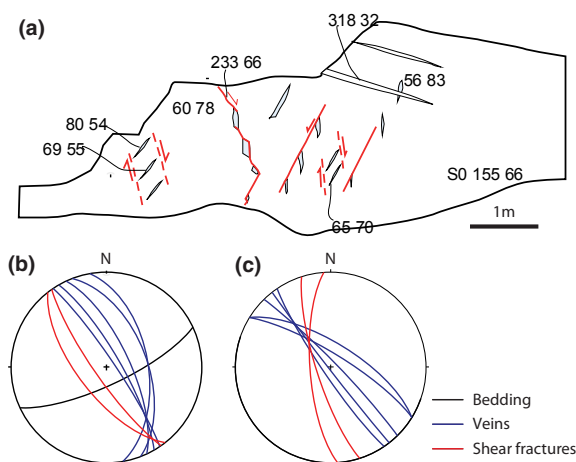 (a)
318 32
233 66
56 83
60 78
80 54
69 55
S0 155 66
65 70
1m
(b)
N
(c)
N
Bedding
Veins
Shear fractures